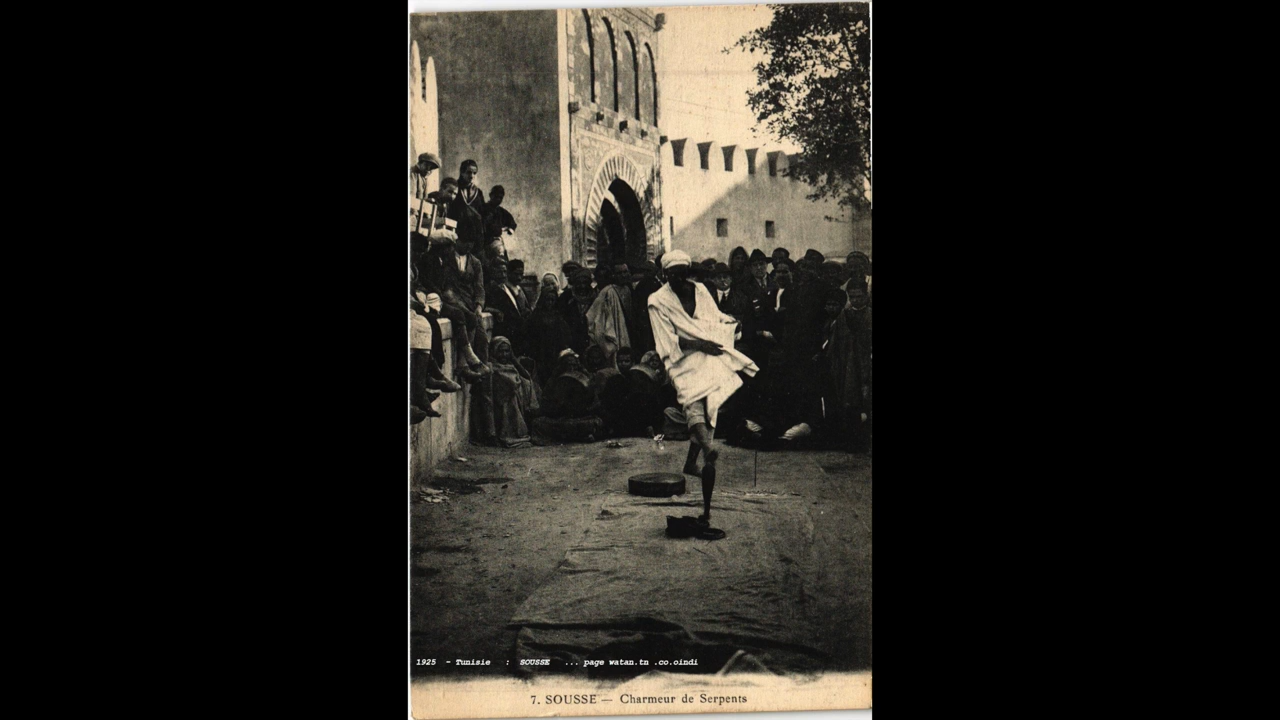 1925 - Tunisie : SOUSSE ... page watan.tn .co.oindi
7. SOUSSE — Charmeur de Serpents